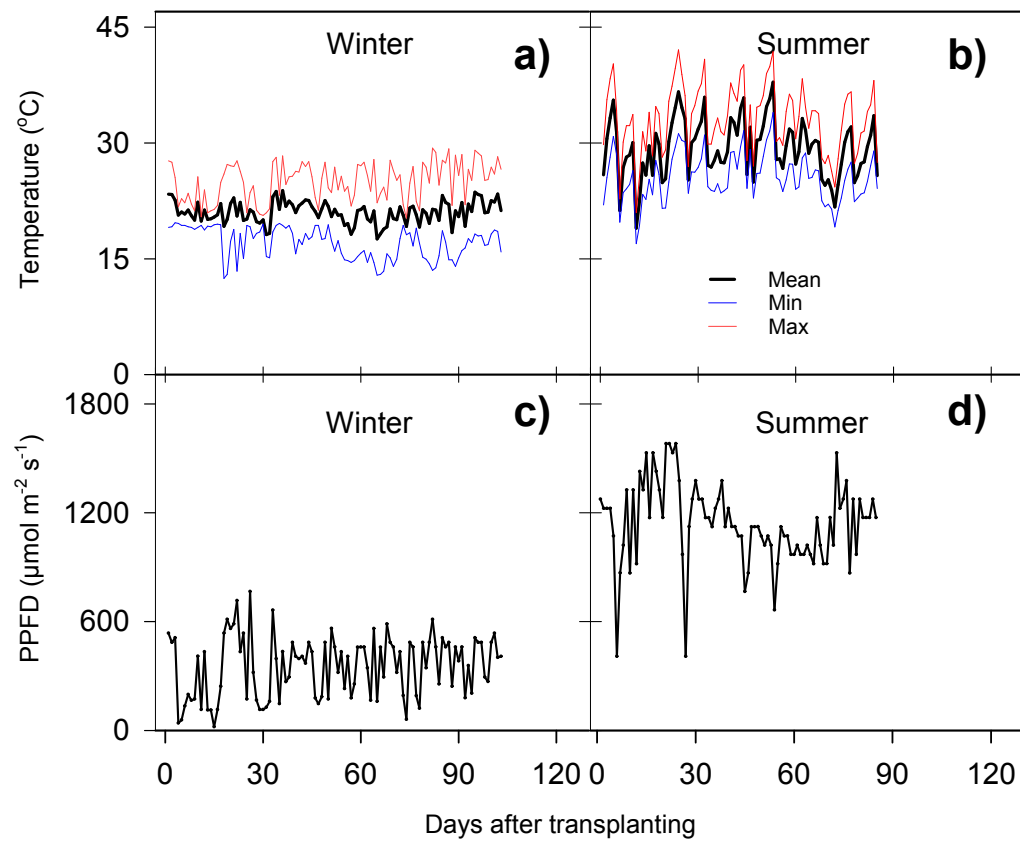 45
30
15
0
Temperature (°C)
Winter
a)
Summer
b)
Mean
Min
Max
1800
1200
600
0
PPFD (µmol m⁻² s⁻¹)
Winter
c)
Summer
d)
0 30 60 90 120 0 30 60 90 120
Days after transplanting